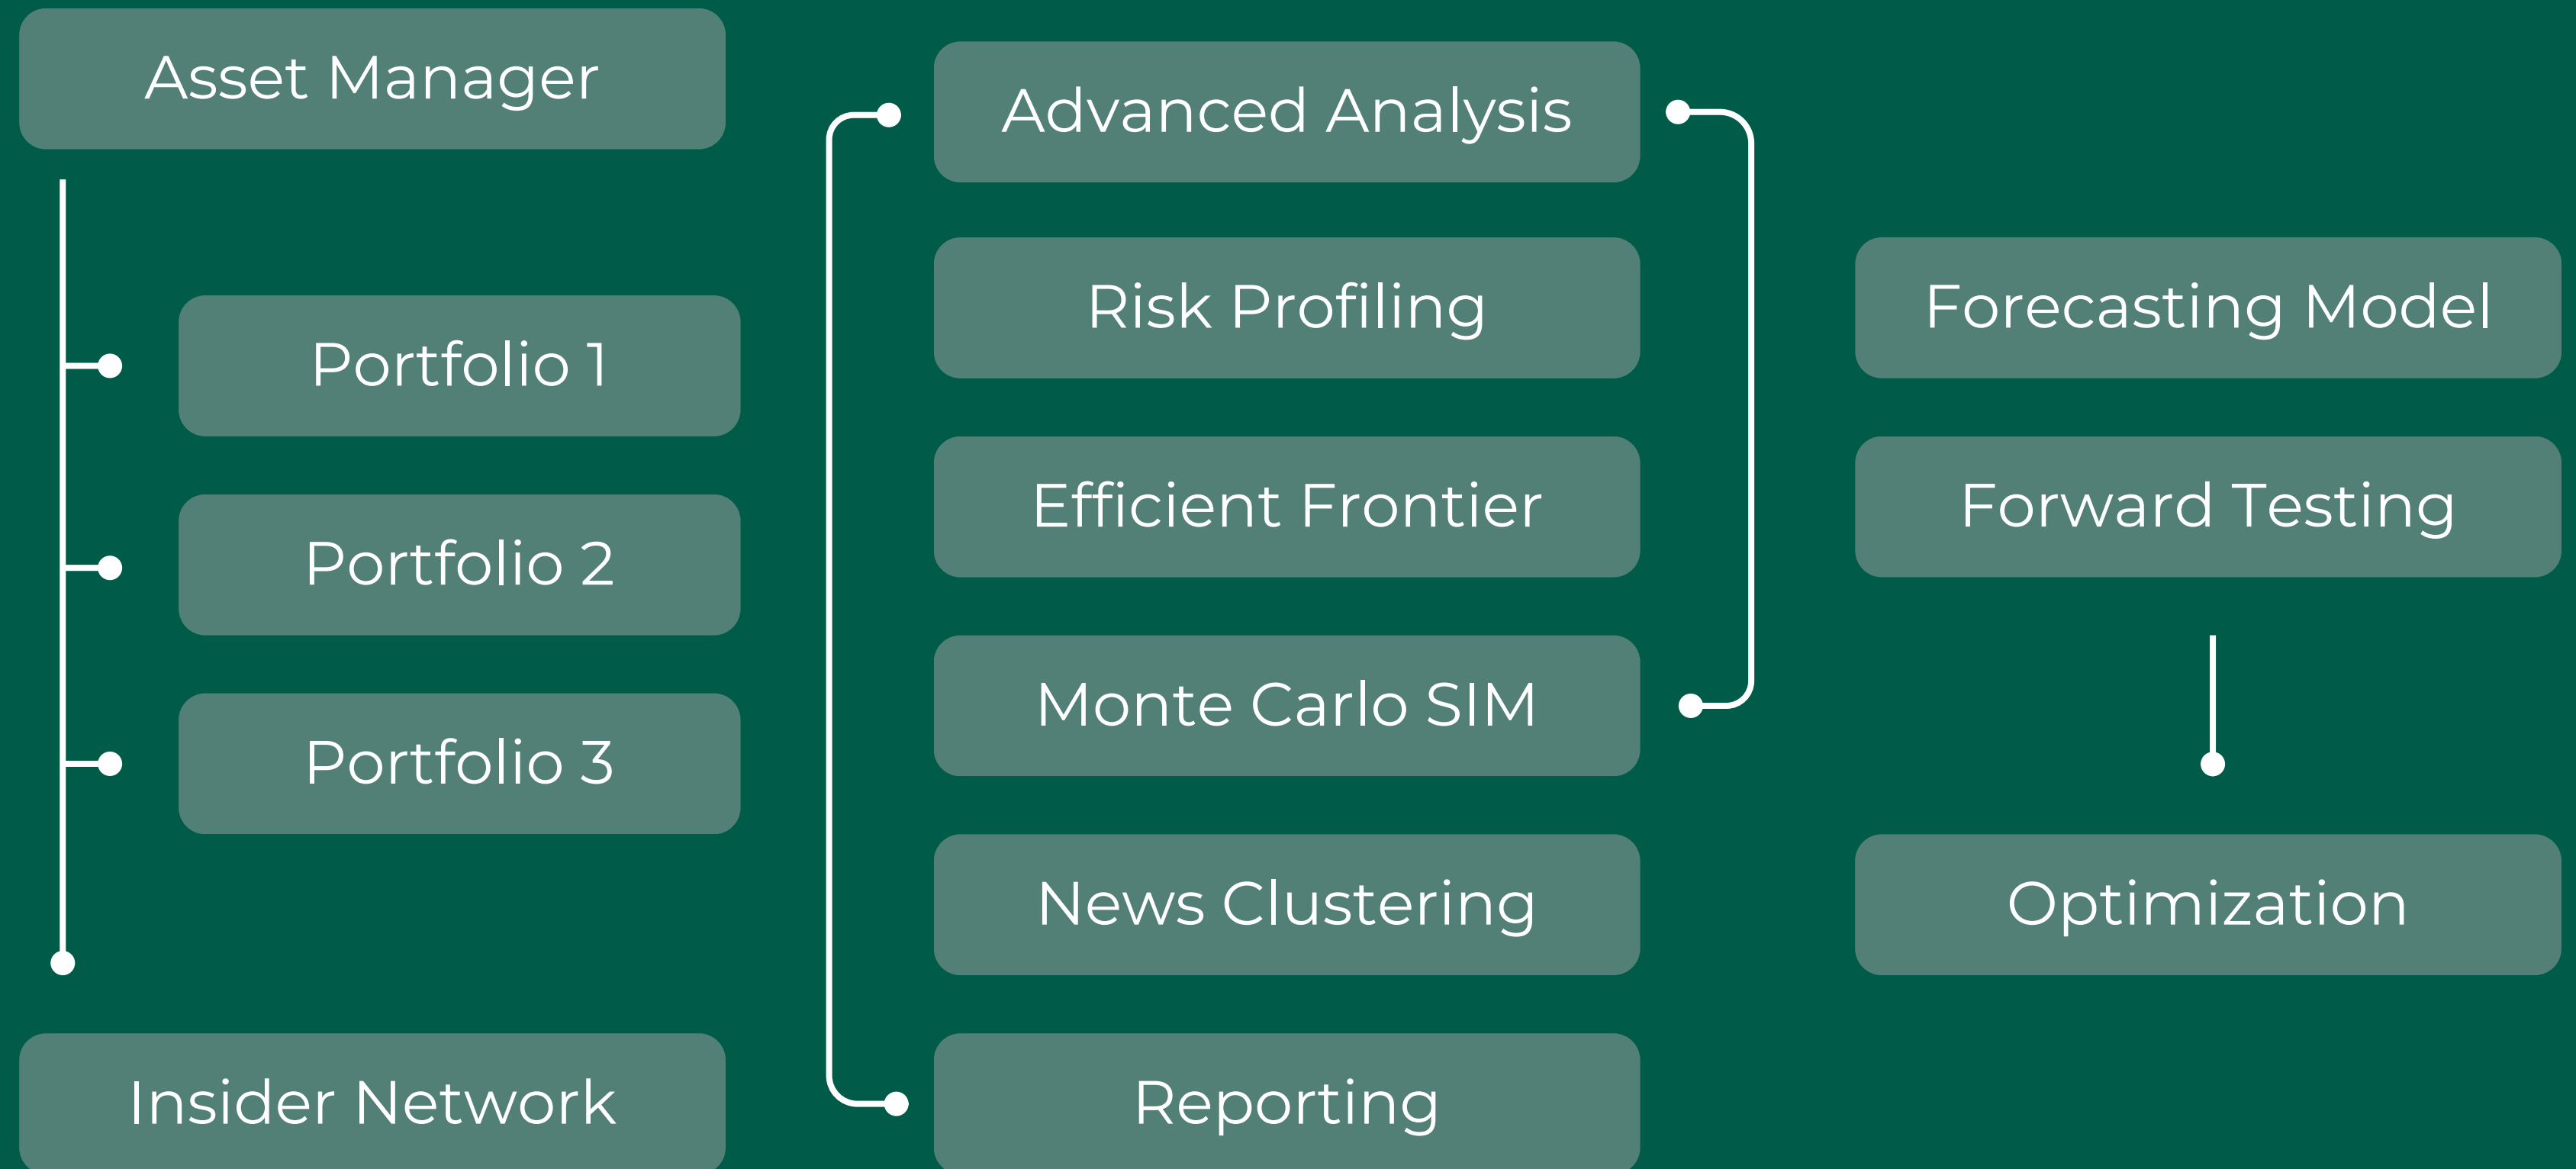 Asset Manager
Portfolio 1
Portfolio 2
Portfolio 3
Insider Network
Advanced Analysis
Risk Profiling
Efficient Frontier
Monte Carlo SIM
News Clustering
Reporting
Forecasting Model
Forward Testing
Optimization